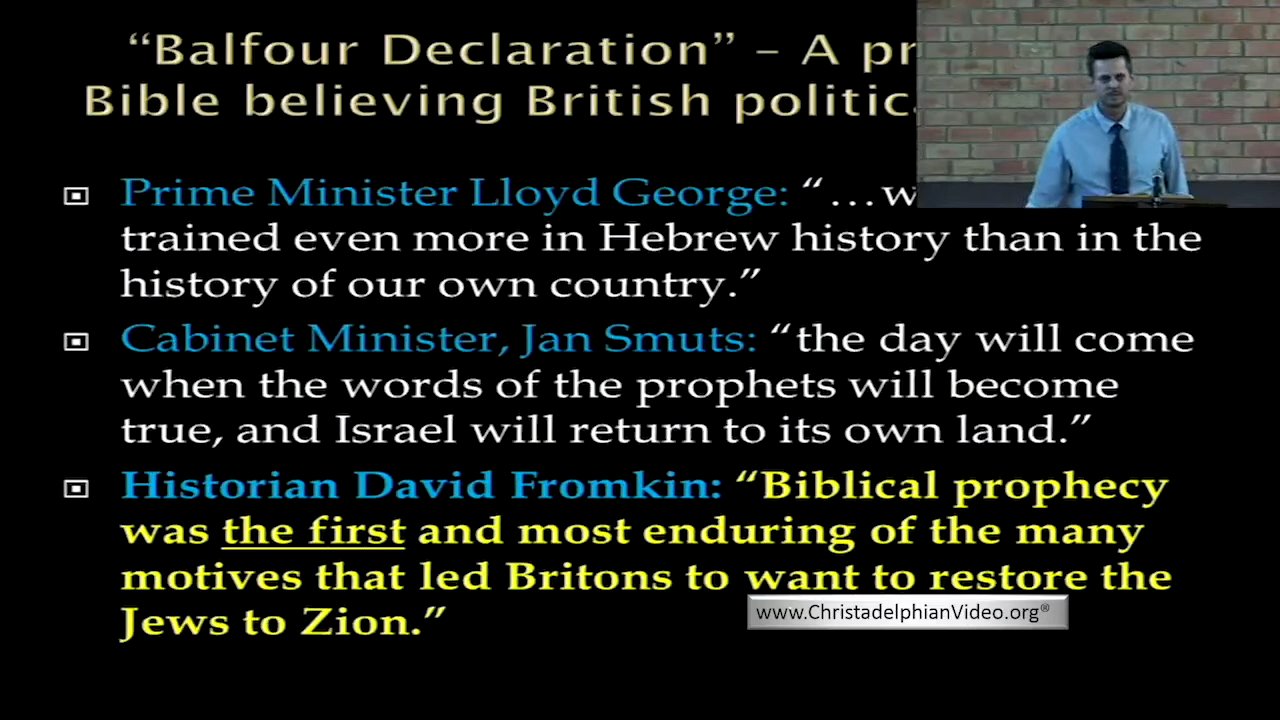 “Balfour Declaration” – A
Bible believing British
Prime Minister Lloyd George: “…
trained even more in Hebrew history than in the
history of our own country.”
Cabinet Minister, Jan Smuts: “the day will come
when the words of the prophets will become
true, and Israel will return to its own land.”
Historian David Fromkin: “Biblical prophecy
was the first and most enduring of the many
motives that led Britons to want to restore the
Jews to Zion.”
www.ChristadelphianVideo.org®